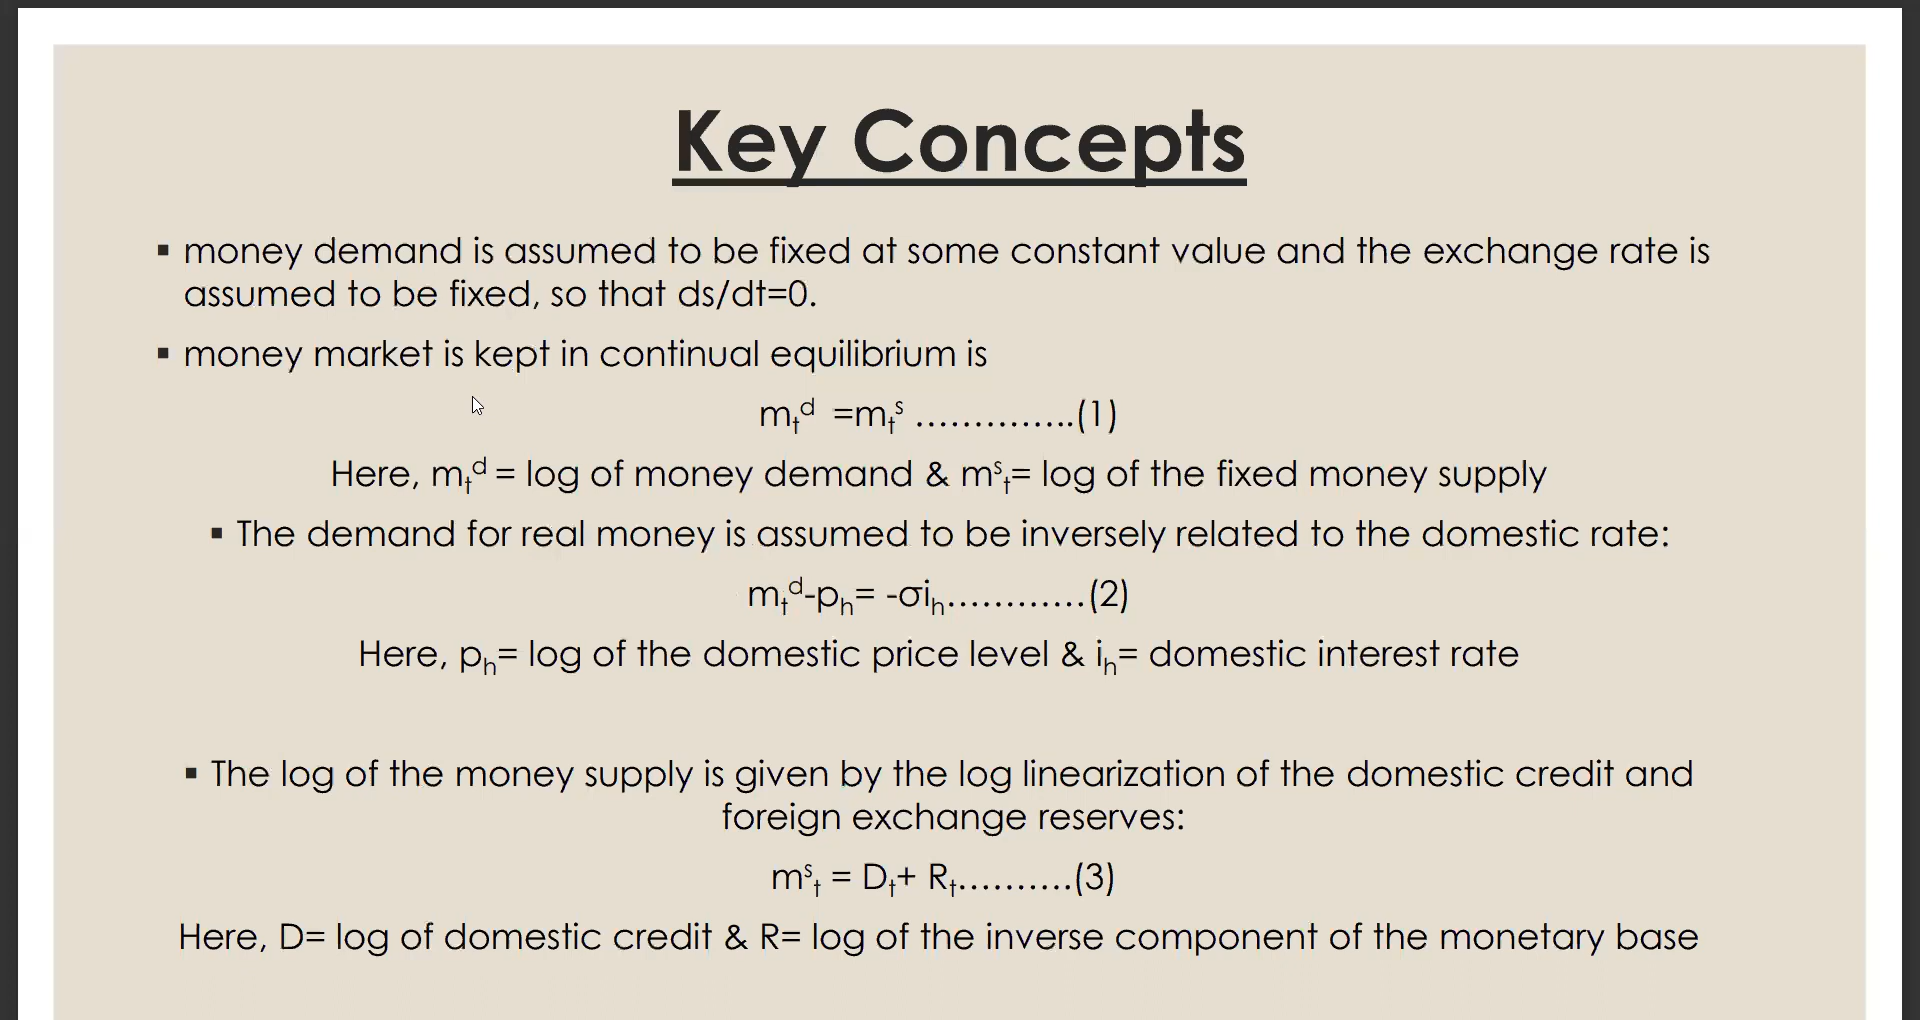 Key Concepts
▪ money demand is assumed to be fixed at some constant value and the exchange rate is
assumed to be fixed, so that ds/dt=0.
▪ money market is kept in continual equilibrium is
mₜᵈ =mₜˢ …………..(1)
Here, mₜᵈ = log of money demand & mˢₜ= log of the fixed money supply
▪ The demand for real money is assumed to be inversely related to the domestic rate:
mₜᵈ-pₕ= -σiₕ…………(2)
Here, pₕ= log of the domestic price level & iₕ= domestic interest rate
▪ The log of the money supply is given by the log linearization of the domestic credit and
foreign exchange reserves:
mˢₜ = Dₜ+ Rₜ……….(3)
Here, D= log of domestic credit & R= log of the inverse component of the monetary base